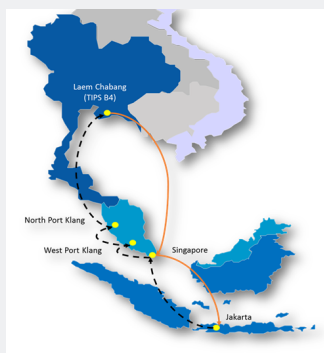 Laem Chabang
(TIPS B4)
North Port Klang
West Port Klang
Singapore
Jakarta